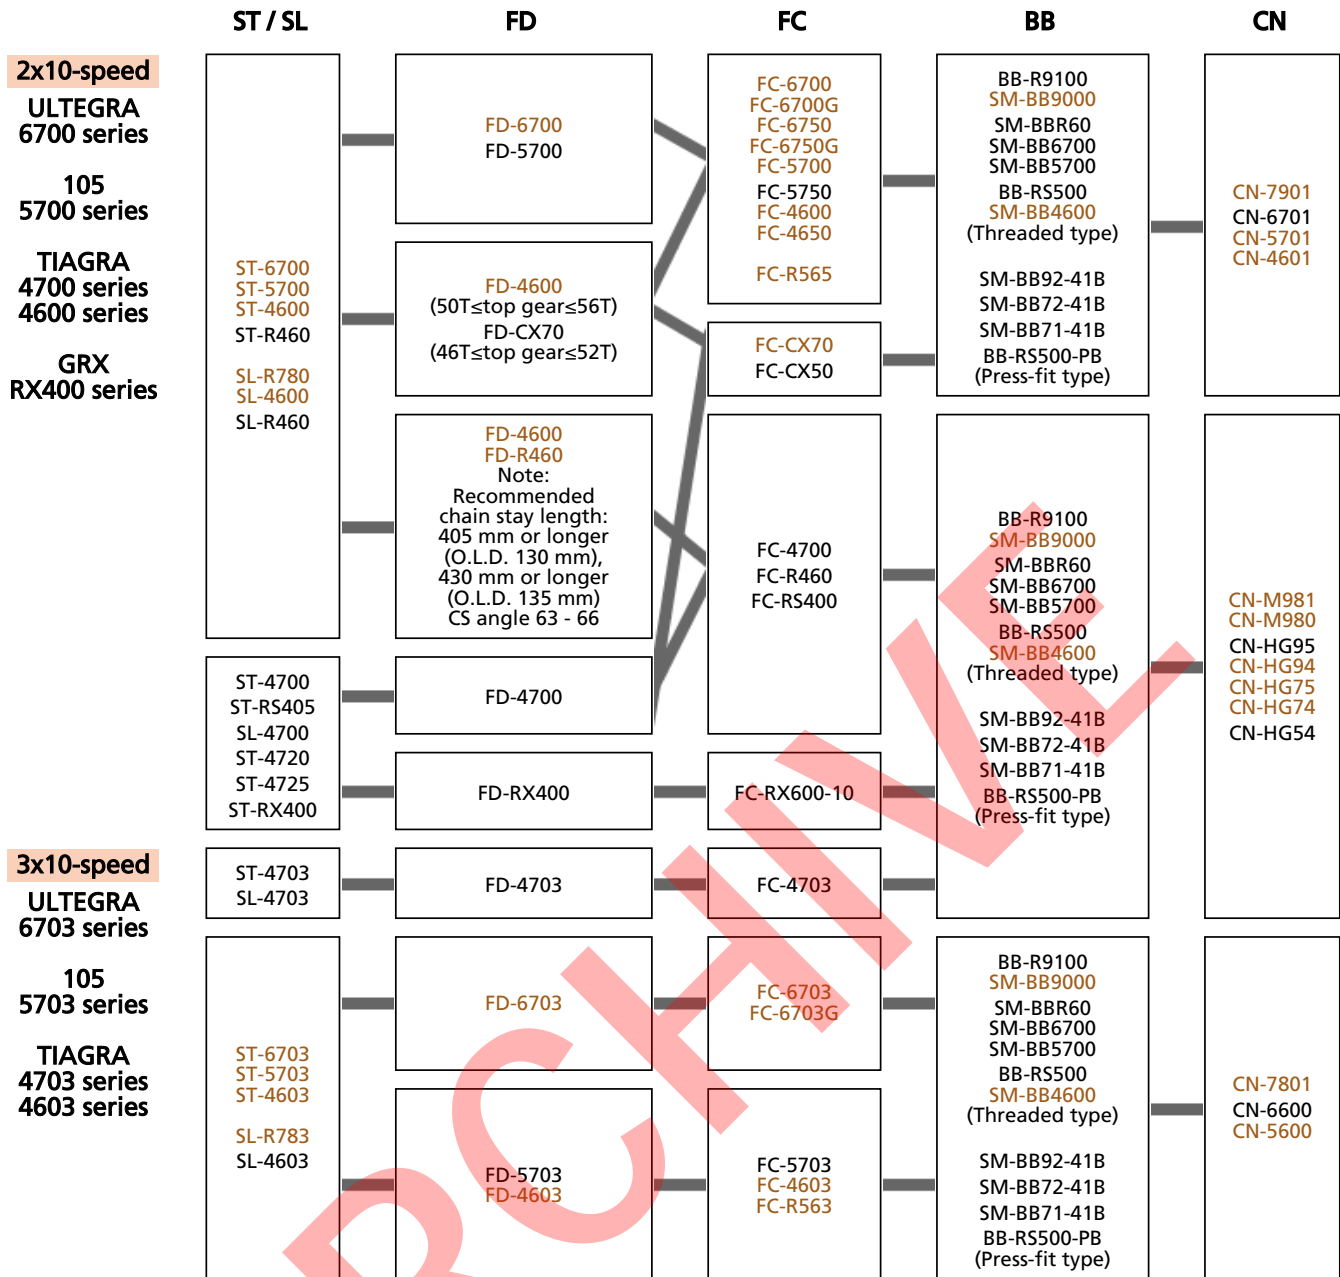 ST / SL
FD
FC
BB
CN
2x10-speed
ULTEGRA
6700 series
105
5700 series
TIAGRA
4700 series
4600 series
GRX
RX400 series
ST-6700
ST-5700
ST-4600
ST-R460
SL-R780
SL-4600
SL-R460
FD-6700
FD-5700
FD-4600
(50T≤top gear≤56T)
FD-CX70
(46T≤top gear≤52T)
FD-4600
FD-R460
Note:
Recommended
chain stay length:
405 mm or longer
(O.L.D. 130 mm),
430 mm or longer
(O.L.D. 135 mm)
CS angle 63 - 66
FC-6700
FC-6700G
FC-6750
FC-6750G
FC-5700
FC-5750
FC-4600
FC-4650
FC-R565
FC-CX70
FC-CX50
FC-4700
FC-R460
FC-RS400
BB-R9100
SM-BB9000
SM-BBR60
SM-BB6700
SM-BB5700
BB-RS500
SM-BB4600
(Threaded type)
SM-BB92-41B
SM-BB72-41B
SM-BB71-41B
BB-RS500-PB
(Press-fit type)
CN-7901
CN-6701
CN-5701
CN-4601
ST-4700
ST-RS405
SL-4700
ST-4720
ST-4725
ST-RX400
FD-4700
FD-RX400
FC-RX600-10
BB-R9100
SM-BB9000
SM-BBR60
SM-BB6700
SM-BB5700
BB-RS500
SM-BB4600
(Threaded type)
SM-BB92-41B
SM-BB72-41B
SM-BB71-41B
BB-RS500-PB
(Press-fit type)
CN-M981
CN-M980
CN-HG95
CN-HG94
CN-HG75
CN-HG74
CN-HG54
3x10-speed
ULTEGRA
6703 series
105
5703 series
TIAGRA
4703 series
4603 series
ST-4703
SL-4703
FD-4703
FC-4703
ST-6703
ST-5703
ST-4603
SL-R783
SL-4603
FD-6703
FC-6703
FC-6703G
FD-5703
FD-4603
FC-5703
FC-4603
FC-R563
BB-R9100
SM-BB9000
SM-BBR60
SM-BB6700
SM-BB5700
BB-RS500
SM-BB4600
(Threaded type)
SM-BB92-41B
SM-BB72-41B
SM-BB71-41B
BB-RS500-PB
(Press-fit type)
CN-7801
CN-6600
CN-5600
RCHIVE